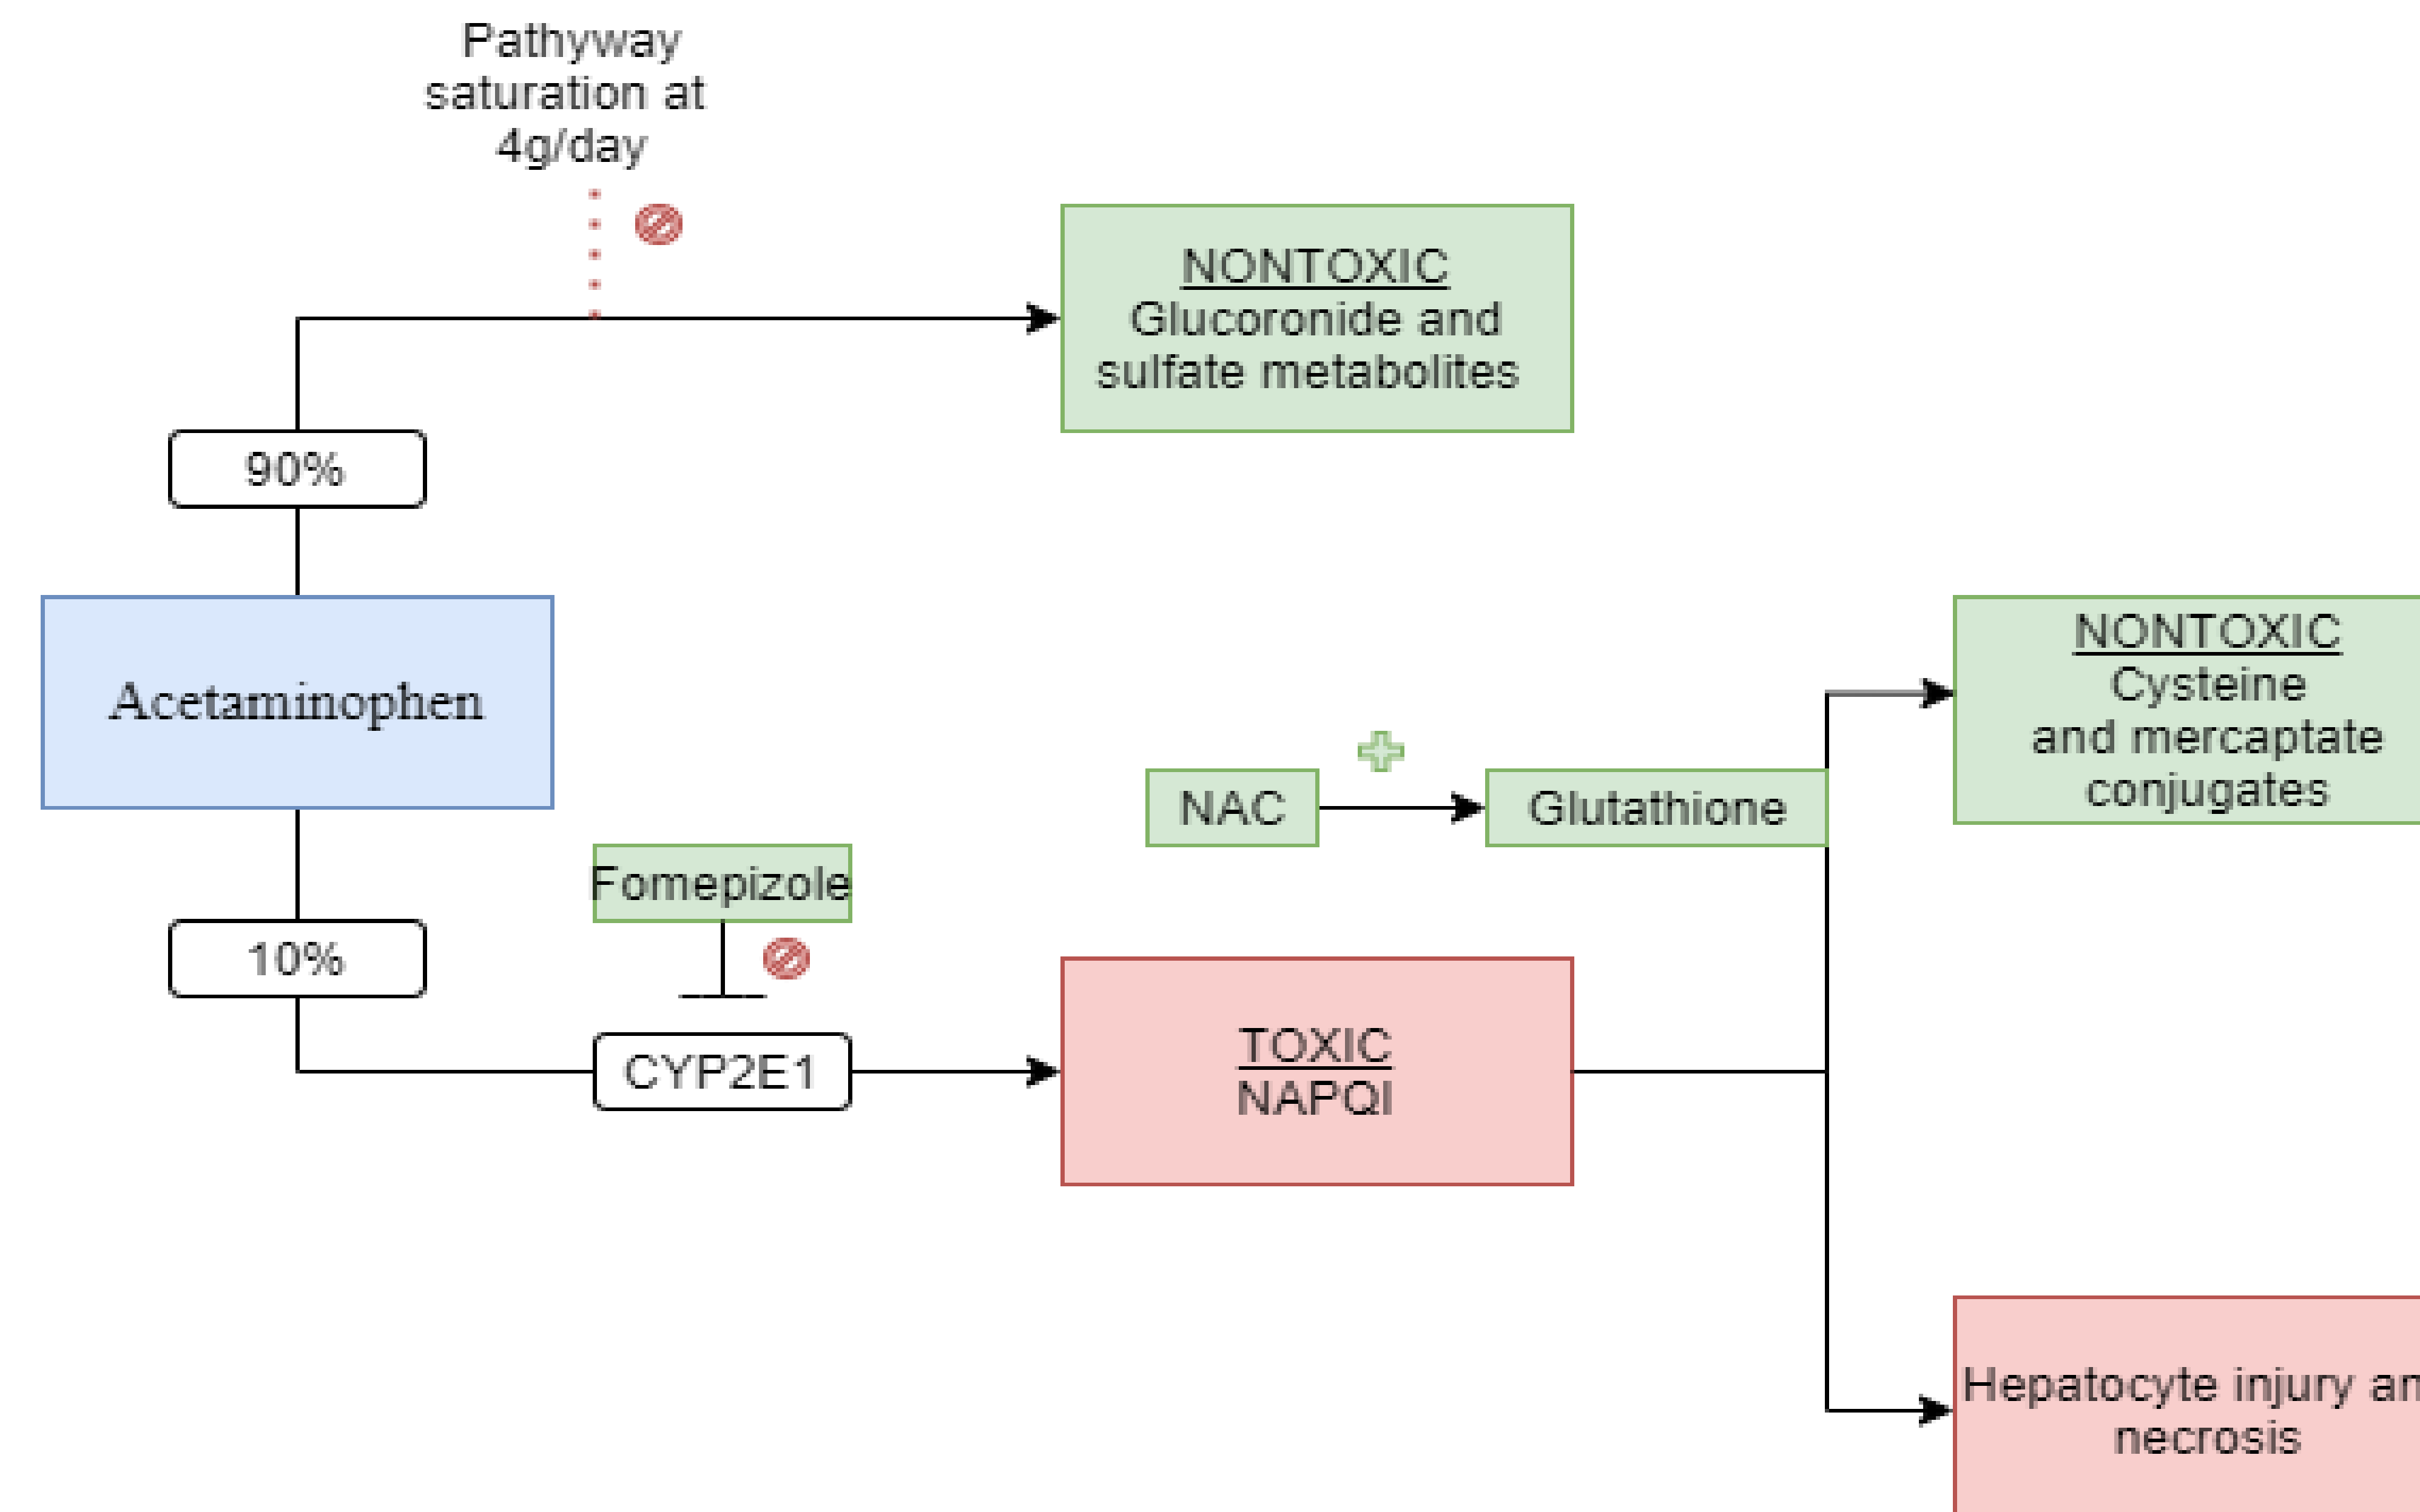 Pathyway
saturation at
4g/day
NONTOXIC
Glucoronide and
sulfate metabolites
90%
Acetaminophen
NONTOXIC
Cysteine
and mercaptate
conjugates
NAC
Glutathione
Fomepizole
10%
CYP2E1
TOXIC
NAPQI
Hepatocyte injury an
necrosis